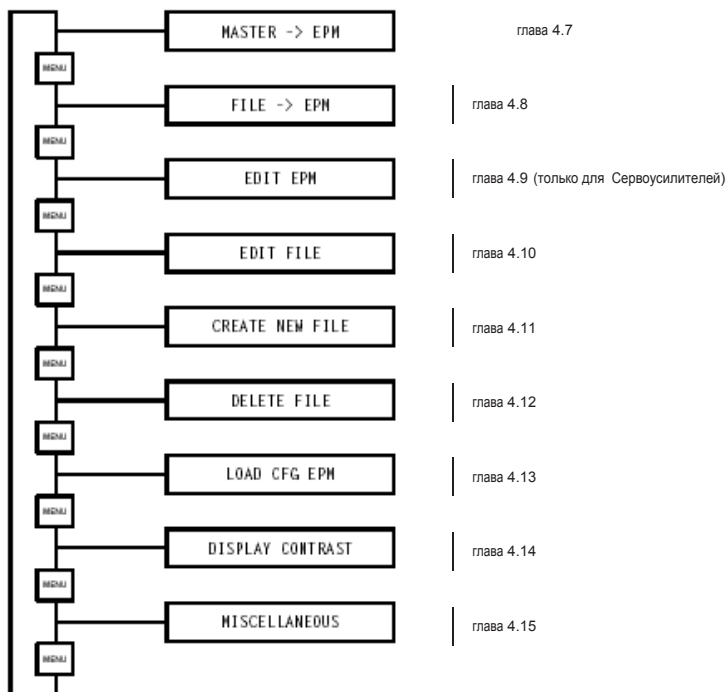 MASTER -> EPM глава 4.7
MENU
FILE -> EPM глава 4.8
MENU
EDIT EPM глава 4.9 (только для Сервоусилителей)
MENU
EDIT FILE глава 4.10
MENU
CREATE NEW FILE глава 4.11
MENU
DELETE FILE глава 4.12
MENU
LOAD CFG EPM глава 4.13
MENU
DISPLAY CONTRAST глава 4.14
MENU
MISCELLANEOUS глава 4.15
MENU